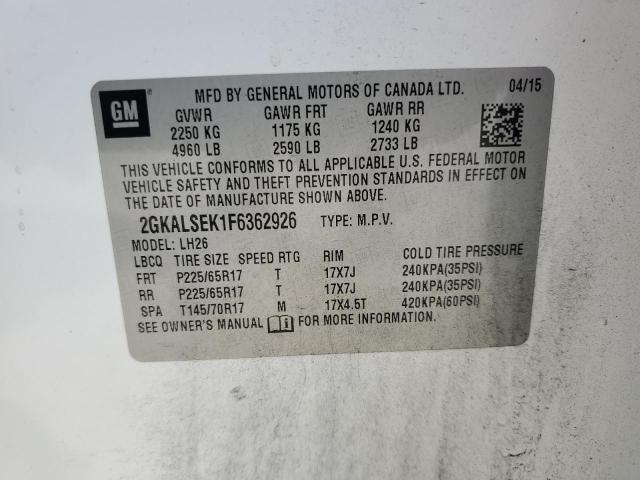 MFD BY GENERAL MOTORS OF CANADA LTD. 04/15
GM
GVWR GAWR FRT GAWR RR
2250 KG 1175 KG 1240 KG
4960 LB 2590 LB 2733 LB
THIS VEHICLE CONFORMS TO ALL APPLICABLE U.S. FEDERAL MOTOR
VEHICLE SAFETY AND THEFT PREVENTION STANDARDS IN EFFECT ON
THE DATE OF MANUFACTURE SHOWN ABOVE.
2GKALSEK1F6362926 TYPE: M.P.V.
MODEL: LH26
LBCQ TIRE SIZE SPEED RTG RIM COLD TIRE PRESSURE
FRT P225/65R17 T 17X7J 240KPA(35PSI)
RR P225/65R17 T 17X7J 240KPA(35PSI)
SPA T145/70R17 M 17X4.5T 420KPA(60PSI)
SEE OWNER'S MANUAL FOR MORE INFORMATION.